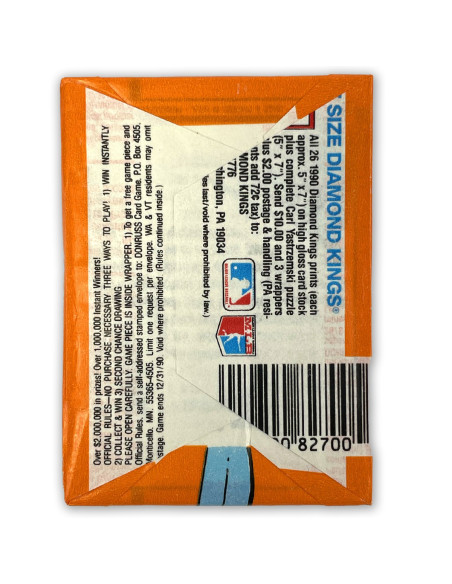 Over $2,000,000 in prizes! Over 1,000,000 Instant Winners!
OFFICIAL RULES—NO PURCHASE NECESSARY THREE WAYS TO PLAY! 1) WIN INSTANTLY
2) COLLECT & WIN 3) SECOND CHANCE DRAWING
PLEASE OPEN CAREFULLY. GAME PIECE IS INSIDE WRAPPER. 1) To get a free game piece and
Official Rules, send a self-addressed stamped envelope to: DONRUSS Card Game, P.O. Box 4505,
Monticello, MN. 55365-4505. Limit one request per envelope. WA & VT residents may omit
ostage. Game ends 12/31/90. Void where prohibited. (Rules continued inside.)
SIZE DIAMOND KINGS®
All 26 1990 Diamond Kings prints (each
approx. 5" x 7") on high gloss card stock
plus complete Carl Yastrzemski puzzle
(5" x 7"). Send $10.00 and 3 wrappers
plus $2.00 postage & handling (PA resi-
nts add 72¢ tax) to:
MOND KINGS
776
hington, PA 19034
les last/void where prohibited by law.)
82700